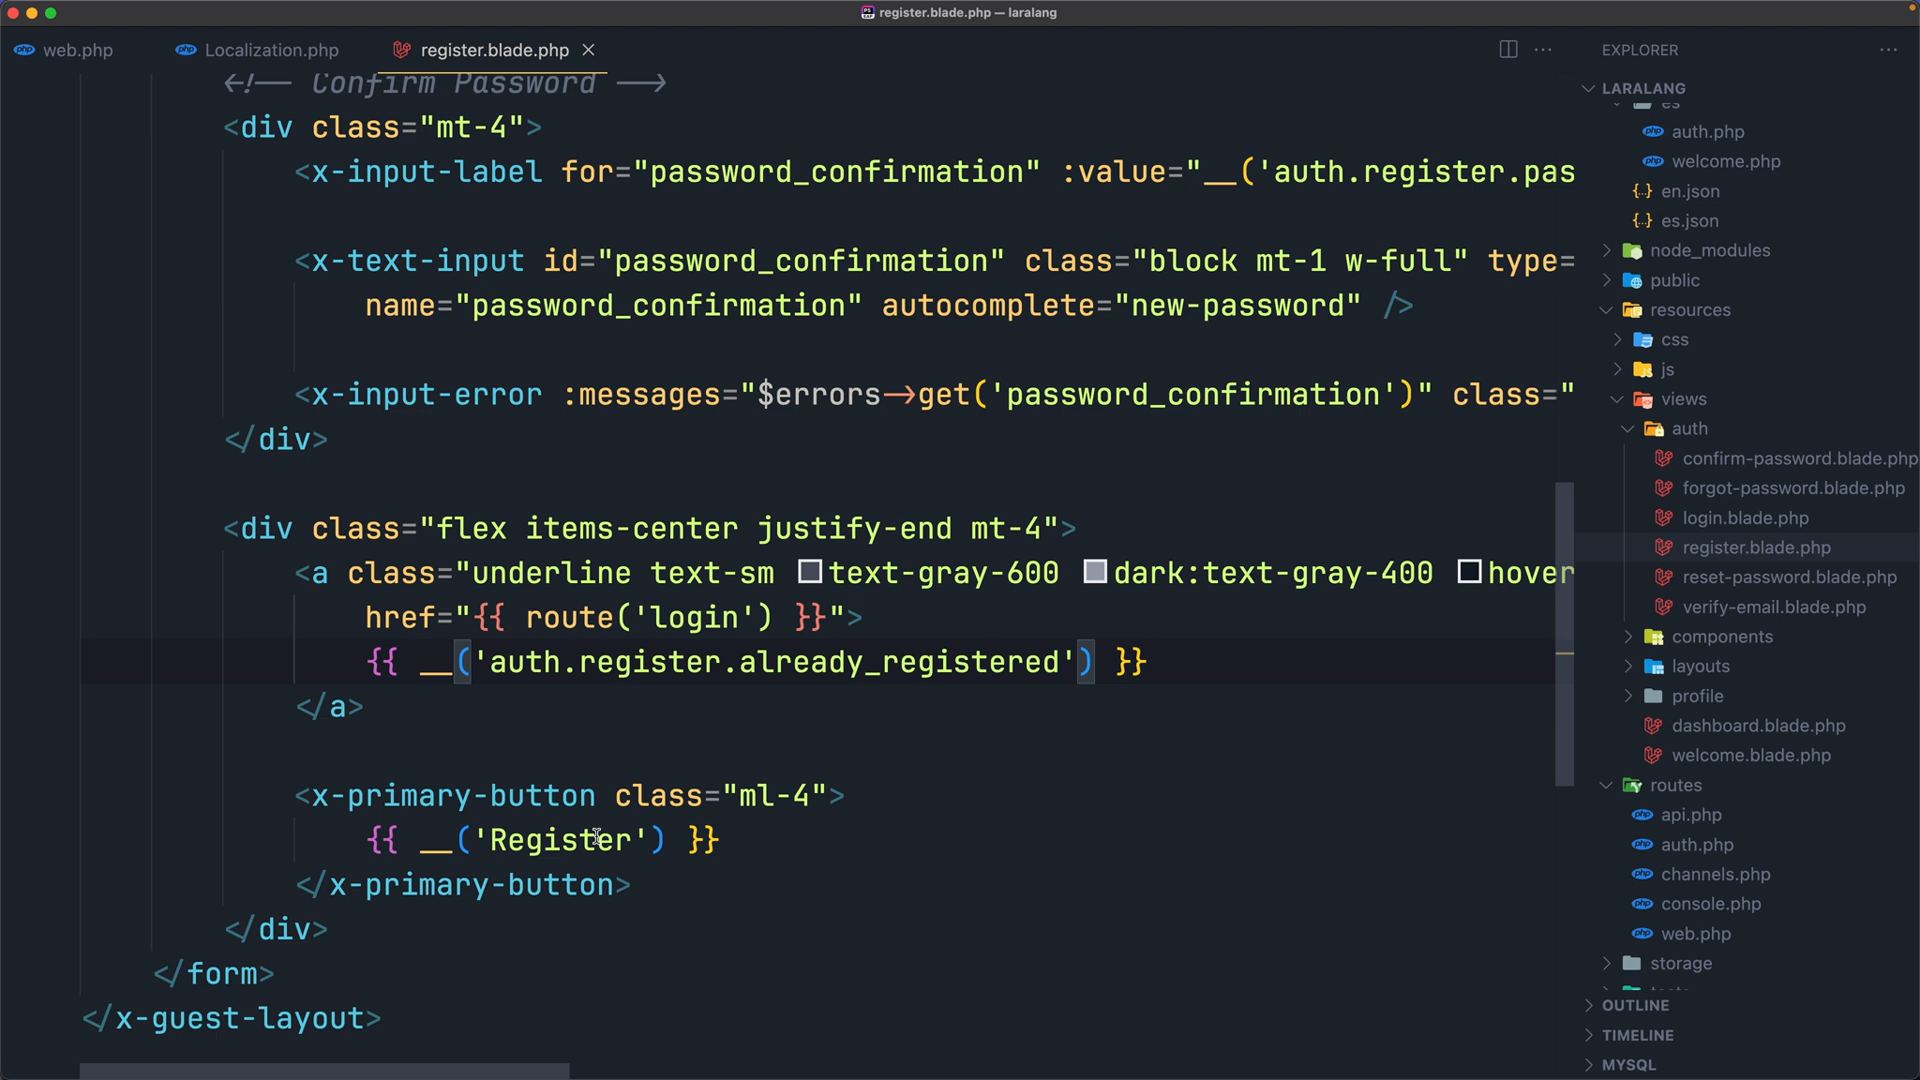 register.blade.php — laralang
web.php
Localization.php
register.blade.php
<!-- Confirm Password -->
<div class="mt-4">
<x-input-label for="password_confirmation" :value="__('auth.register.pas
<x-text-input id="password_confirmation" class="block mt-1 w-full" type=
name="password_confirmation" autocomplete="new-password" />
<x-input-error :messages="$errors->get('password_confirmation')" class="
</div>
<div class="flex items-center justify-end mt-4">
<a class="underline text-sm text-gray-600 dark:text-gray-400 hover
href="{{ route('login') }}">
{{ __('auth.register.already_registered') }}
</a>
<x-primary-button class="ml-4">
{{ __('Register') }}
</x-primary-button>
</div>
</form>
</x-guest-layout>
EXPLORER
LARALANG
es
auth.php
welcome.php
en.json
es.json
node_modules
public
resources
css
js
views
auth
confirm-password.blade.php
forgot-password.blade.php
login.blade.php
register.blade.php
reset-password.blade.php
verify-email.blade.php
components
layouts
profile
dashboard.blade.php
welcome.blade.php
routes
api.php
auth.php
channels.php
console.php
web.php
storage
OUTLINE
TIMELINE
MYSQL